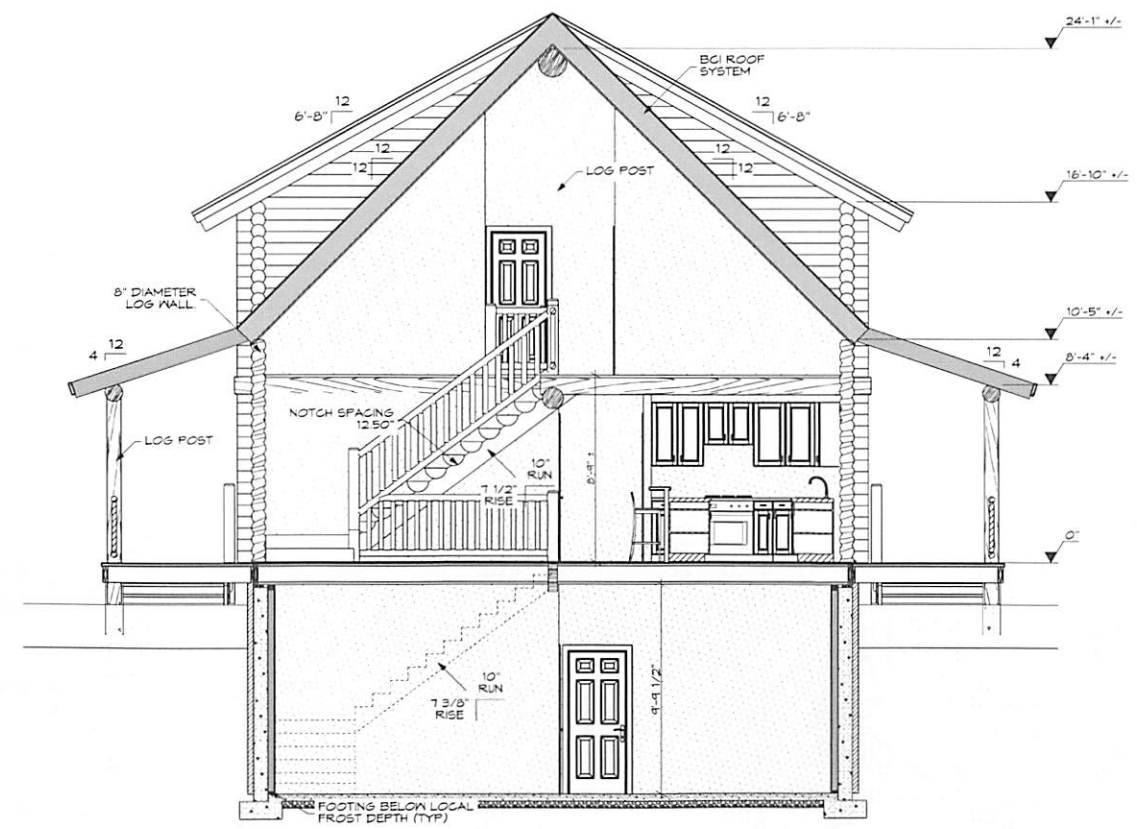 24'-1" +/-
BCI ROOF
SYSTEM
12
6'-8"
12
6'-8"
12
12
12
12
LOG POST
16'-10" +/-
8" DIAMETER
LOG WALL.
10'-5" +/-
12
4
12
4
8'-4" +/-
NOTCH SPACING
12.50"
LOG POST
10"
RUN
7 1/2"
RISE
8'-9" ±
0"
10"
RUN
7 3/8"
RISE
9'-9 1/2"
FOOTING BELOW LOCAL
FROST DEPTH (TYP)